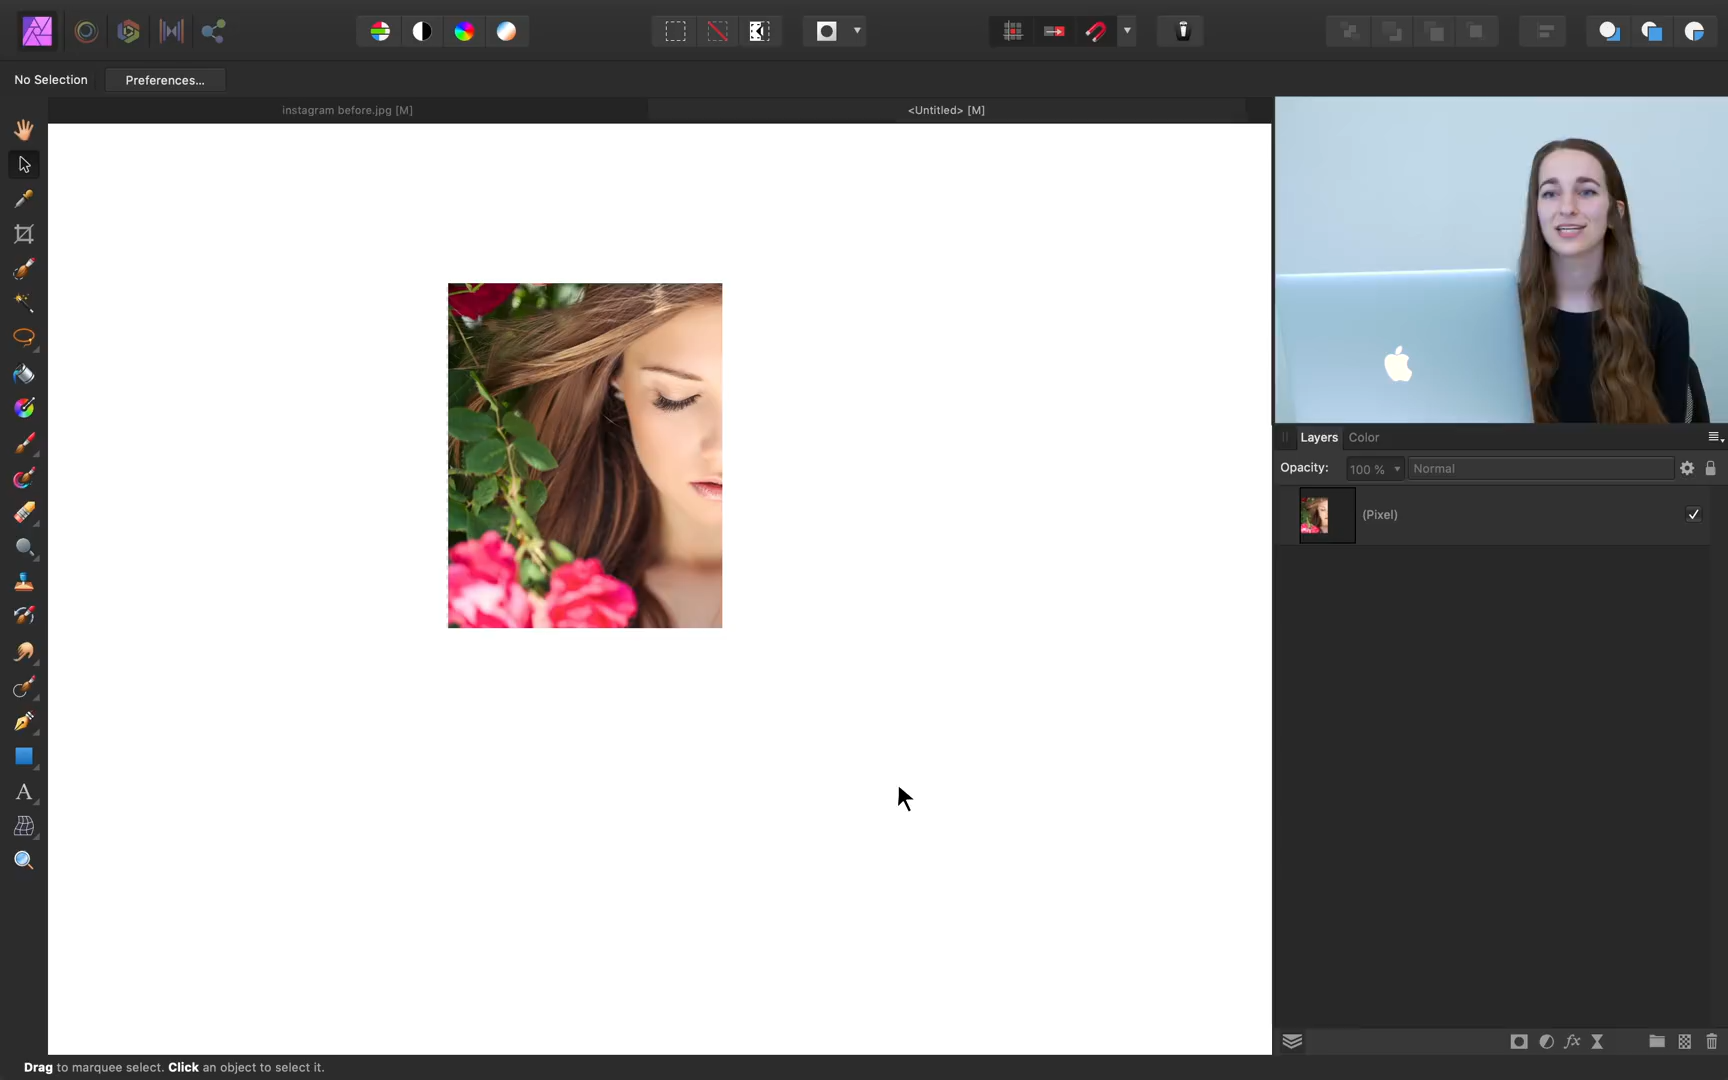 No Selection
Preferences...
instagram before.jpg [M]
<Untitled> [M]
Layers
Color
Opacity:
100 %
Normal
(Pixel)
A
fx
Drag to marquee select. Click an object to select it.